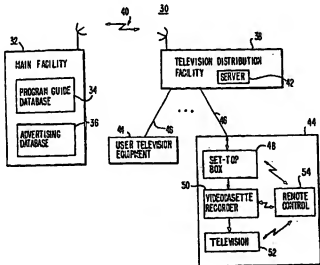 40
30
32
38
MAIN FACILITY
PROGRAM GUIDE DATABASE
34
ADVERTISING DATABASE
36
TELEVISION DISTRIBUTION FACILITY
SERVER
42
46
46
44
USER TELEVISION EQUIPMENT
44
48
SET-TOP BOX
50
54
VIDEOCASSETTE RECORDER
REMOTE CONTROL
TELEVISION
52